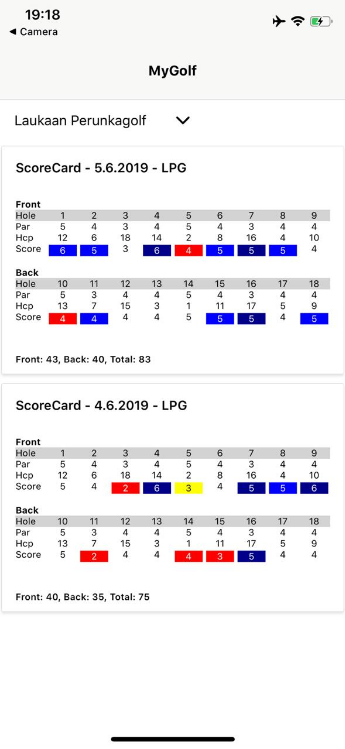 19:18
◀ Camera
MyGolf
Laukaan Perunkagolf
ScoreCard - 5.6.2019 - LPG
Front
Hole 1 2 3 4 5 6 7 8 9
Par 5 4 3 4 5 4 3 4 4
Hcp 12 6 18 14 2 8 16 4 10
Score 6 5 3 6 4 5 5 5 4
Back
Hole 10 11 12 13 14 15 16 17 18
Par 5 3 4 4 5 4 3 4 4
Hcp 13 7 15 3 1 11 17 5 9
Score 4 4 4 4 5 5 5 4 5
Front: 43, Back: 40, Total: 83
ScoreCard - 4.6.2019 - LPG
Front
Hole 1 2 3 4 5 6 7 8 9
Par 5 4 3 4 5 4 3 4 4
Hcp 12 6 18 14 2 8 16 4 10
Score 5 4 2 6 3 4 5 5 6
Back
Hole 10 11 12 13 14 15 16 17 18
Par 5 3 4 4 5 4 3 4 4
Hcp 13 7 15 3 1 11 17 5 9
Score 5 2 4 4 4 3 5 4 4
Front: 40, Back: 35, Total: 75